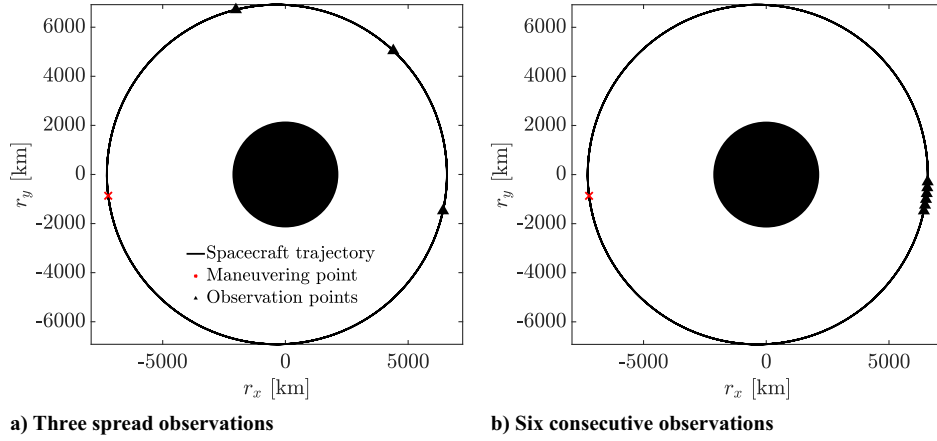 6000
4000
2000
0
-2000
-4000
-6000
r_y [km]
-5000 0 5000
r_x [km]
Spacecraft trajectory
Maneuvering point
Observation points
a) Three spread observations
6000
4000
2000
0
-2000
-4000
-6000
r_y [km]
-5000 0 5000
r_x [km]
b) Six consecutive observations